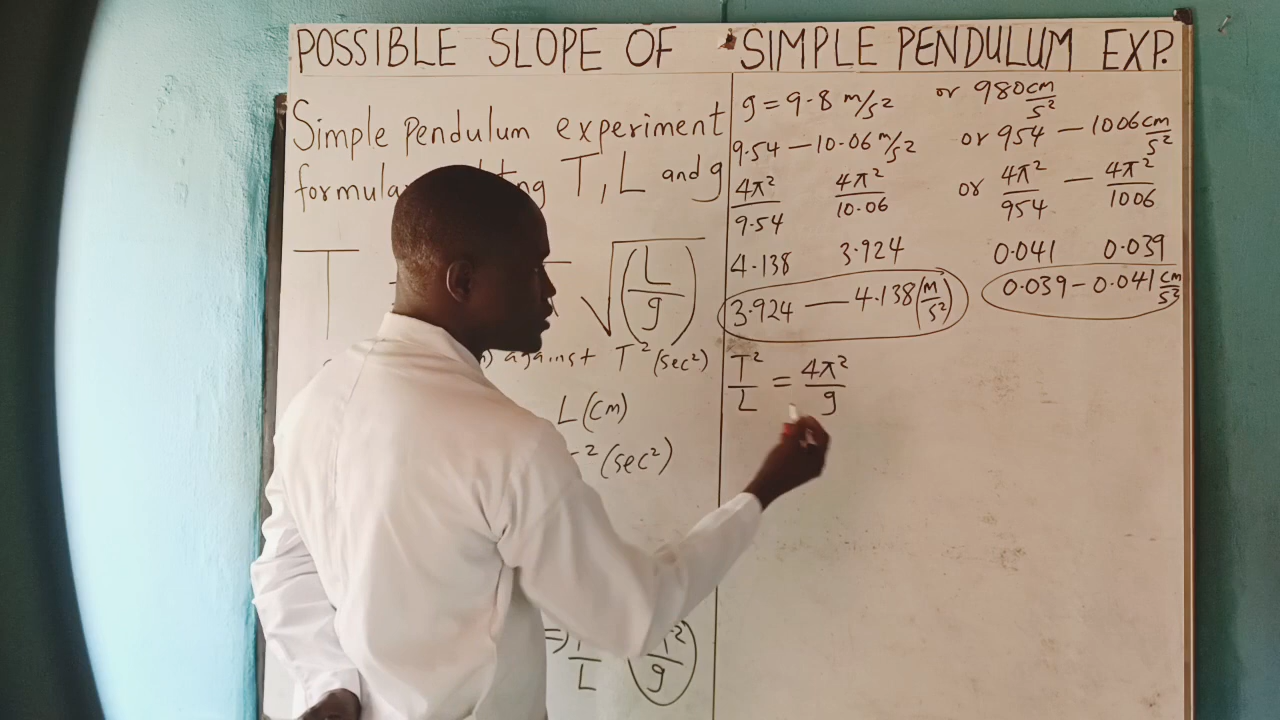 POSSIBLE SLOPE OF SIMPLE PENDULUM EXP.
Simple pendulum experiment
formula T, L and g
T √(L/g)
against T² (sec²)
L (cm)
² (sec²)
⇒ L g
g = 9.8 m/s² or 980 cm/s²
9.54 — 10.06 m/s² or 954 — 1006 cm/s²
4π²/9.54 4π²/10.06 or 4π²/954 — 4π²/1006
4.138 3.924 0.041 0.039
3.924 — 4.138 (m/s²) 0.039 – 0.041 cm/s²
T²/L = 4π²/g